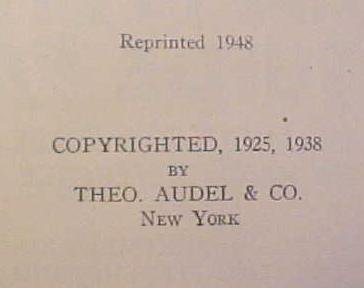 Reprinted 1948
COPYRIGHTED, 1925, 1938
BY
THEO. AUDEL & CO.
NEW YORK